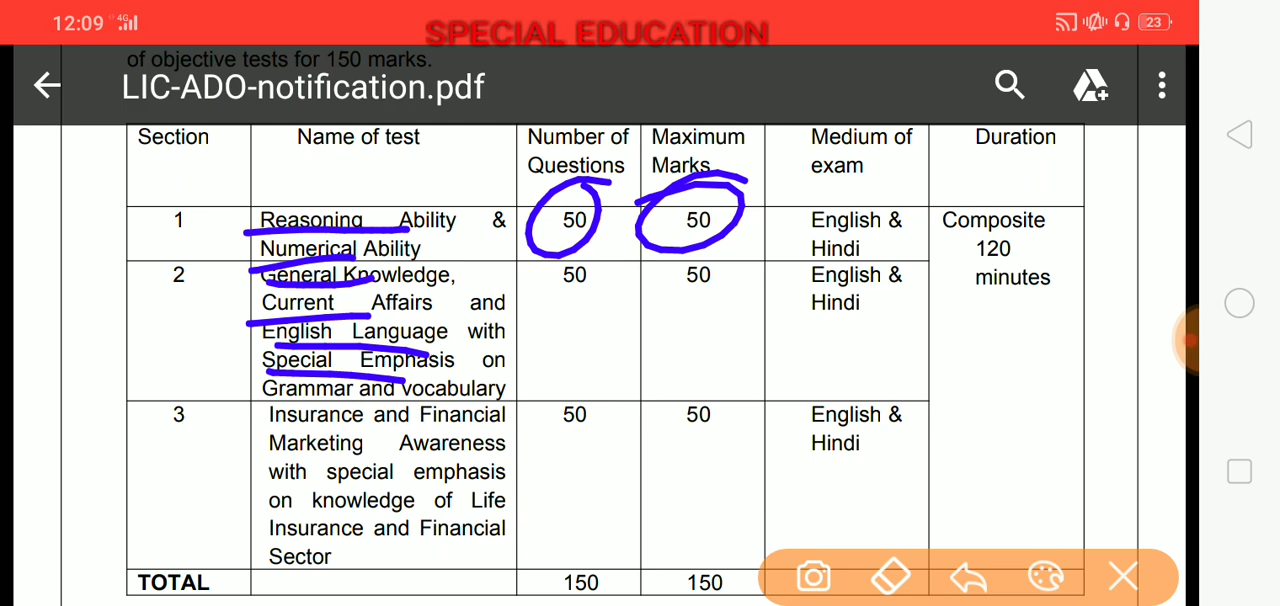 12:09 4G 23
SPECIAL EDUCATION
of objective tests for 150 marks.
LIC-ADO-notification.pdf
Section Name of test Number of Questions Maximum Marks Medium of exam Duration
1 Reasoning Ability & Numerical Ability 50 50 English & Hindi Composite 120 minutes
2 General Knowledge, Current Affairs and English Language with Special Emphasis on Grammar and vocabulary 50 50 English & Hindi
3 Insurance and Financial Marketing Awareness with special emphasis on knowledge of Life Insurance and Financial Sector 50 50 English & Hindi
TOTAL 150 150